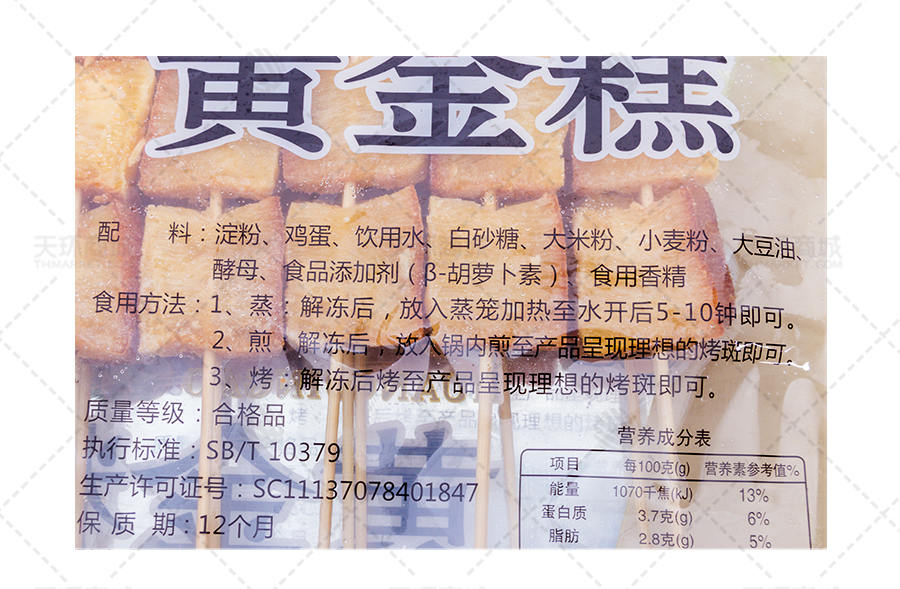 黄金糕
配 料：淀粉、鸡蛋、饮用水、白砂糖、大米粉、小麦粉、大豆油、
酵母、食品添加剂（β-胡萝卜素）、食用香精
食用方法：1、蒸：解冻后，放入蒸笼加热至水开后5-10钟即可。
2、煎：解冻后，放入锅内煎至产品呈现理想的烤斑即可。
3、烤：解冻后烤至产品呈现理想的烤斑即可。
质量等级：合格品
执行标准：SB/T 10379
生产许可证号：SC11137078401847
保 质 期：12个月
营养成分表
项目 每100克(g) 营养素参考值%
能量 1070千焦(kJ) 13%
蛋白质 3.7克(g) 6%
脂肪 2.8克(g) 5%